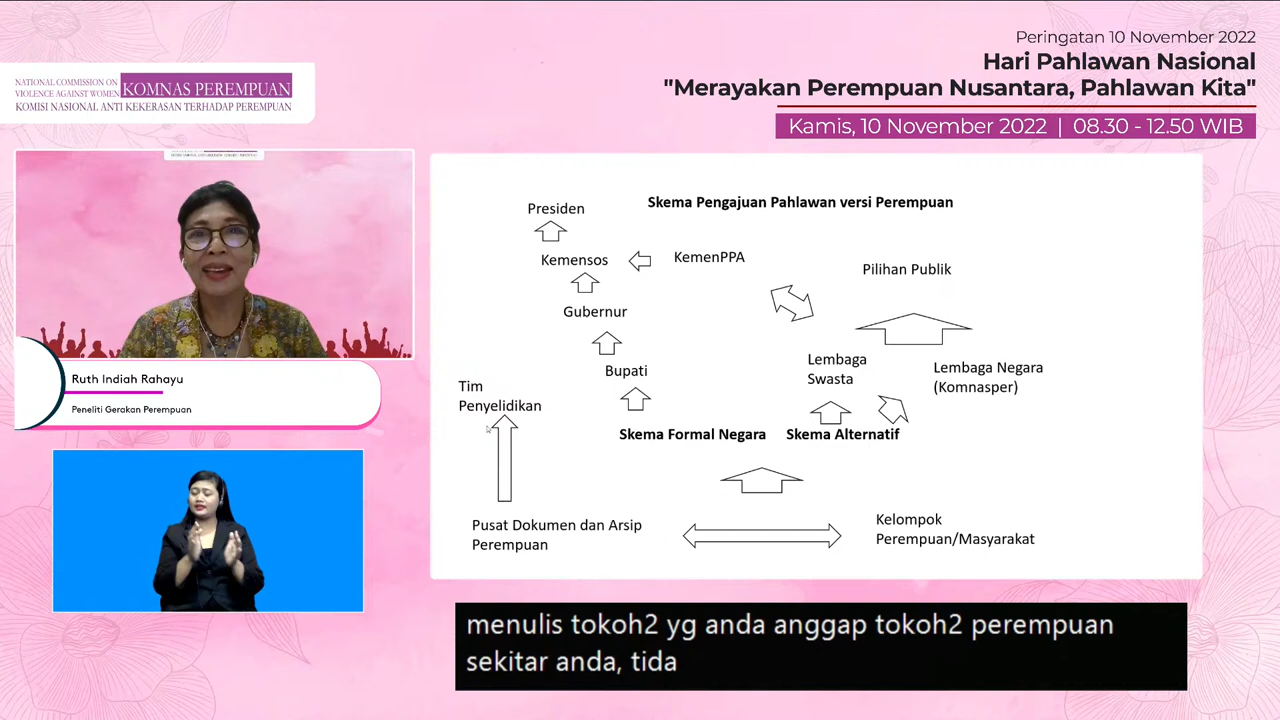 Peringatan 10 November 2022
Hari Pahlawan Nasional
"Merayakan Perempuan Nusantara, Pahlawan Kita"
Kamis, 10 November 2022 | 08.30 - 12.50 WIB
NATIONAL COMMISSION ON
VIOLENCE AGAINST WOMEN
KOMNAS PEREMPUAN
KOMISI NASIONAL ANTI KEKERASAN TERHADAP PEREMPUAN
Ruth Indiah Rahayu
Peneliti Gerakan Perempuan
Skema Pengajuan Pahlawan versi Perempuan
Presiden
Kemensos
KemenPPA
Pilihan Publik
Gubernur
Bupati
Lembaga
Swasta
Lembaga Negara
(Komnasper)
Tim
Penyelidikan
Skema Formal Negara
Skema Alternatif
Pusat Dokumen dan Arsip
Perempuan
Kelompok
Perempuan/Masyarakat
menulis tokoh2 yg anda anggap tokoh2 perempuan
sekitar anda, tida